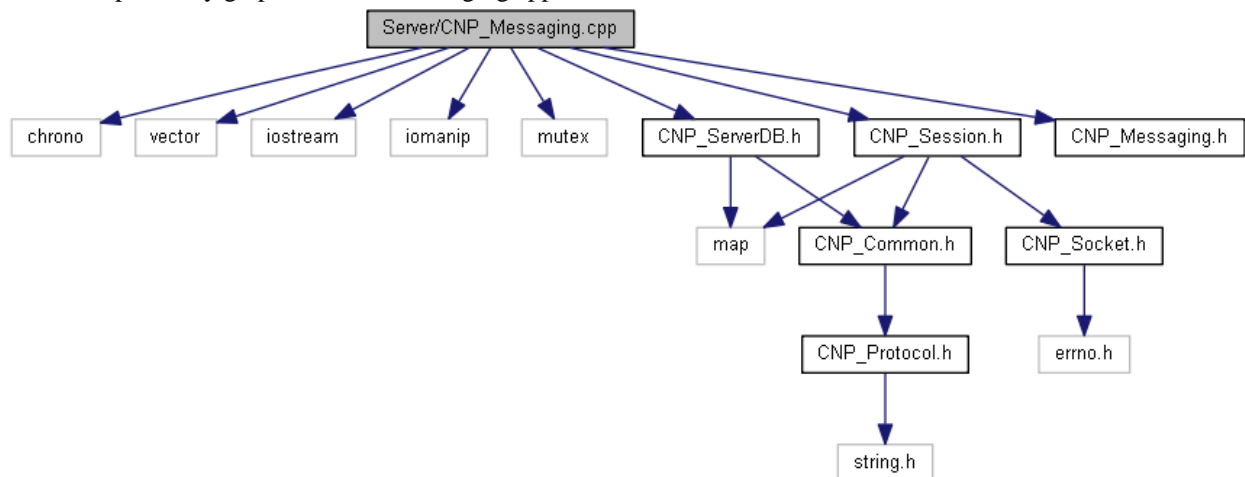 Server/CNP_Messaging.cpp
chrono
vector
iostream
iomanip
mutex
CNP_ServerDB.h
CNP_Session.h
CNP_Messaging.h
map
CNP_Common.h
CNP_Socket.h
CNP_Protocol.h
errno.h
string.h